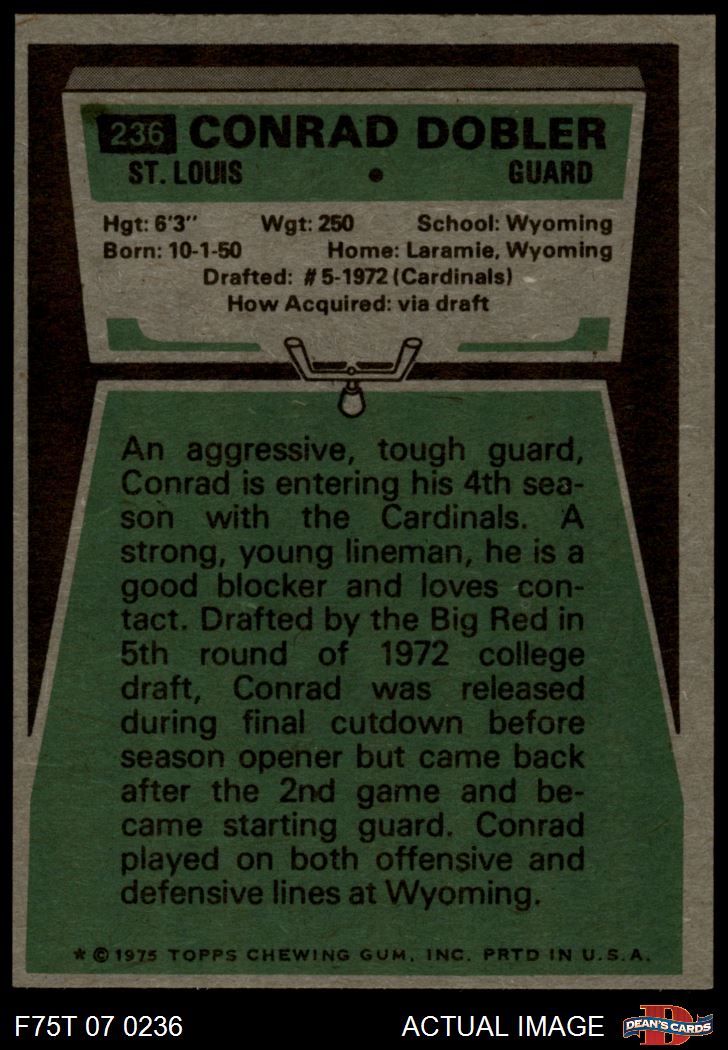 236 CONRAD DOBLER
ST. LOUIS • GUARD
Hgt: 6'3" Wgt: 250 School: Wyoming
Born: 10-1-50 Home: Laramie, Wyoming
Drafted: #5-1972 (Cardinals)
How Acquired: via draft
An aggressive, tough guard,
Conrad is entering his 4th sea-
son with the Cardinals. A
strong, young lineman, he is a
good blocker and loves con-
tact. Drafted by the Big Red in
5th round of 1972 college
draft, Conrad was released
during final cutdown before
season opener but came back
after the 2nd game and be-
came starting guard. Conrad
played on both offensive and
defensive lines at Wyoming.
* © 1975 TOPPS CHEWING GUM, INC. PRTD IN U.S.A.
F75T 07 0236 ACTUAL IMAGE D DEAN'S CARDS